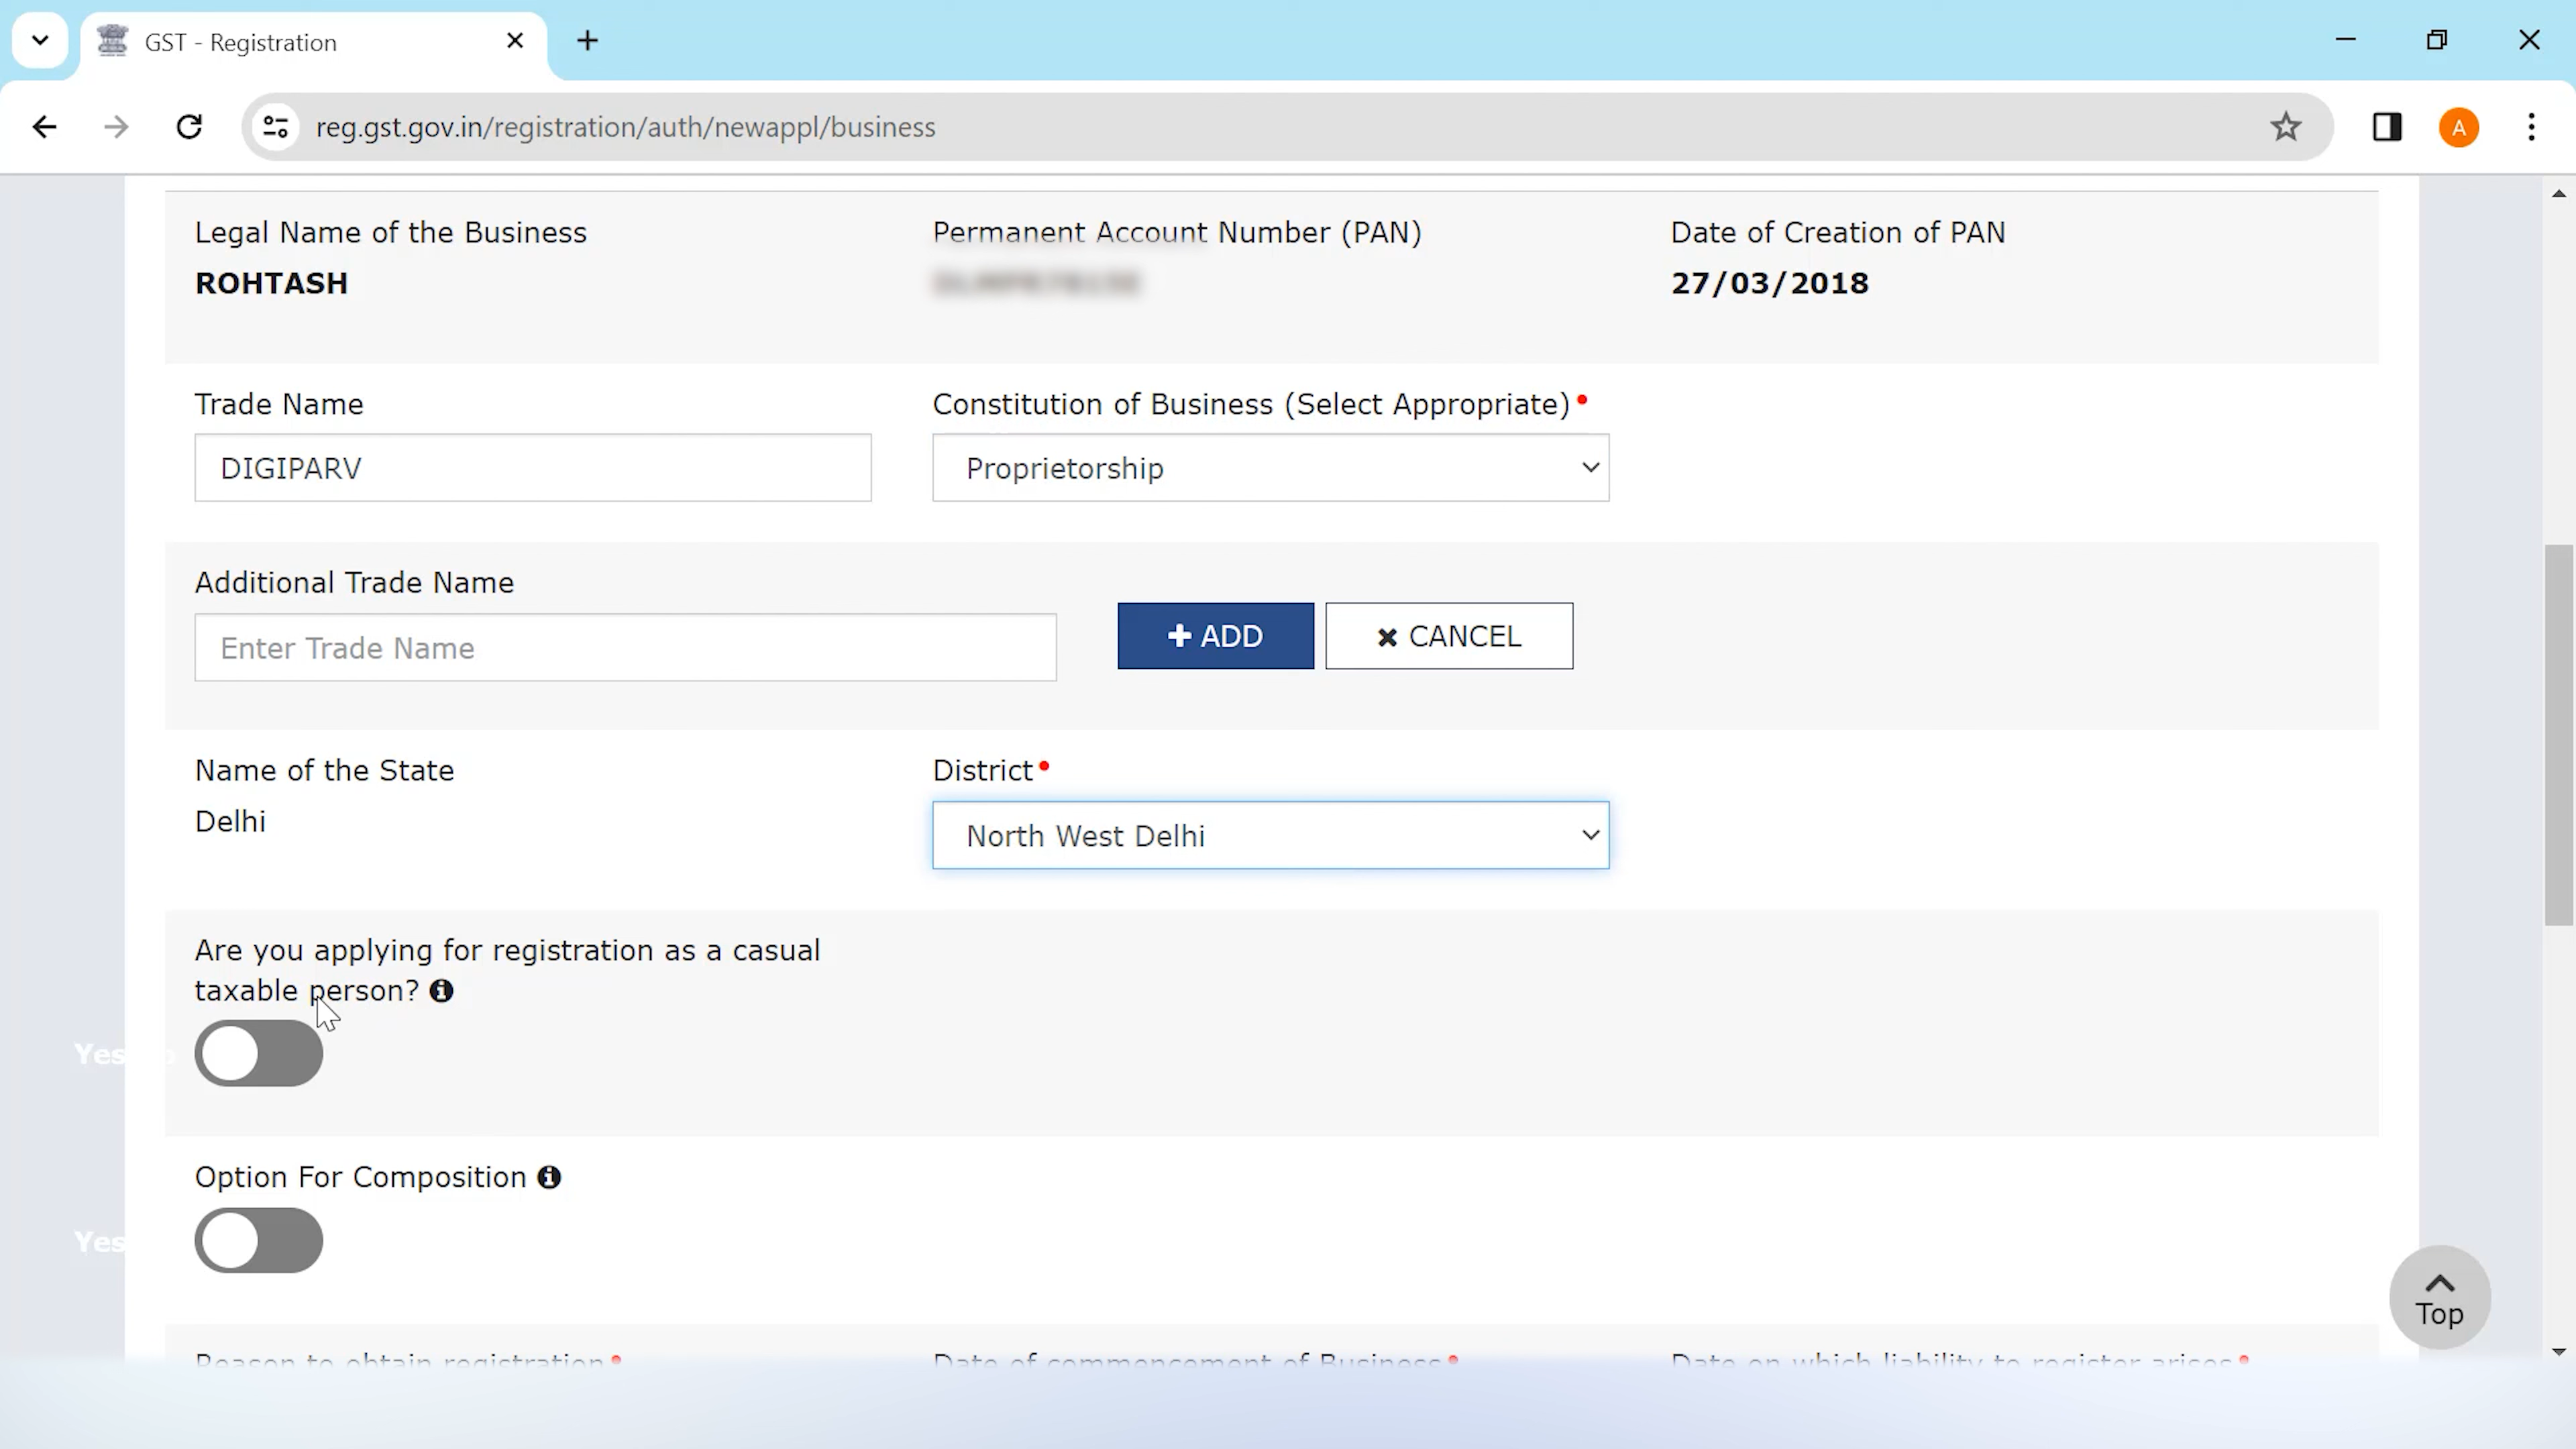 GST - Registration
reg.gst.gov.in/registration/auth/newappl/business
A
Legal Name of the Business
Permanent Account Number (PAN)
Date of Creation of PAN
ROHTASH
27/03/2018
Trade Name
Constitution of Business (Select Appropriate)
DIGIPARV
Proprietorship
Additional Trade Name
Enter Trade Name
ADD
CANCEL
Name of the State
District
Delhi
North West Delhi
Are you applying for registration as a casual
taxable person?
Yes
Option For Composition
Yes
Top
Reason to obtain registration
Date of commencement of Business
Date on which liability to register arises